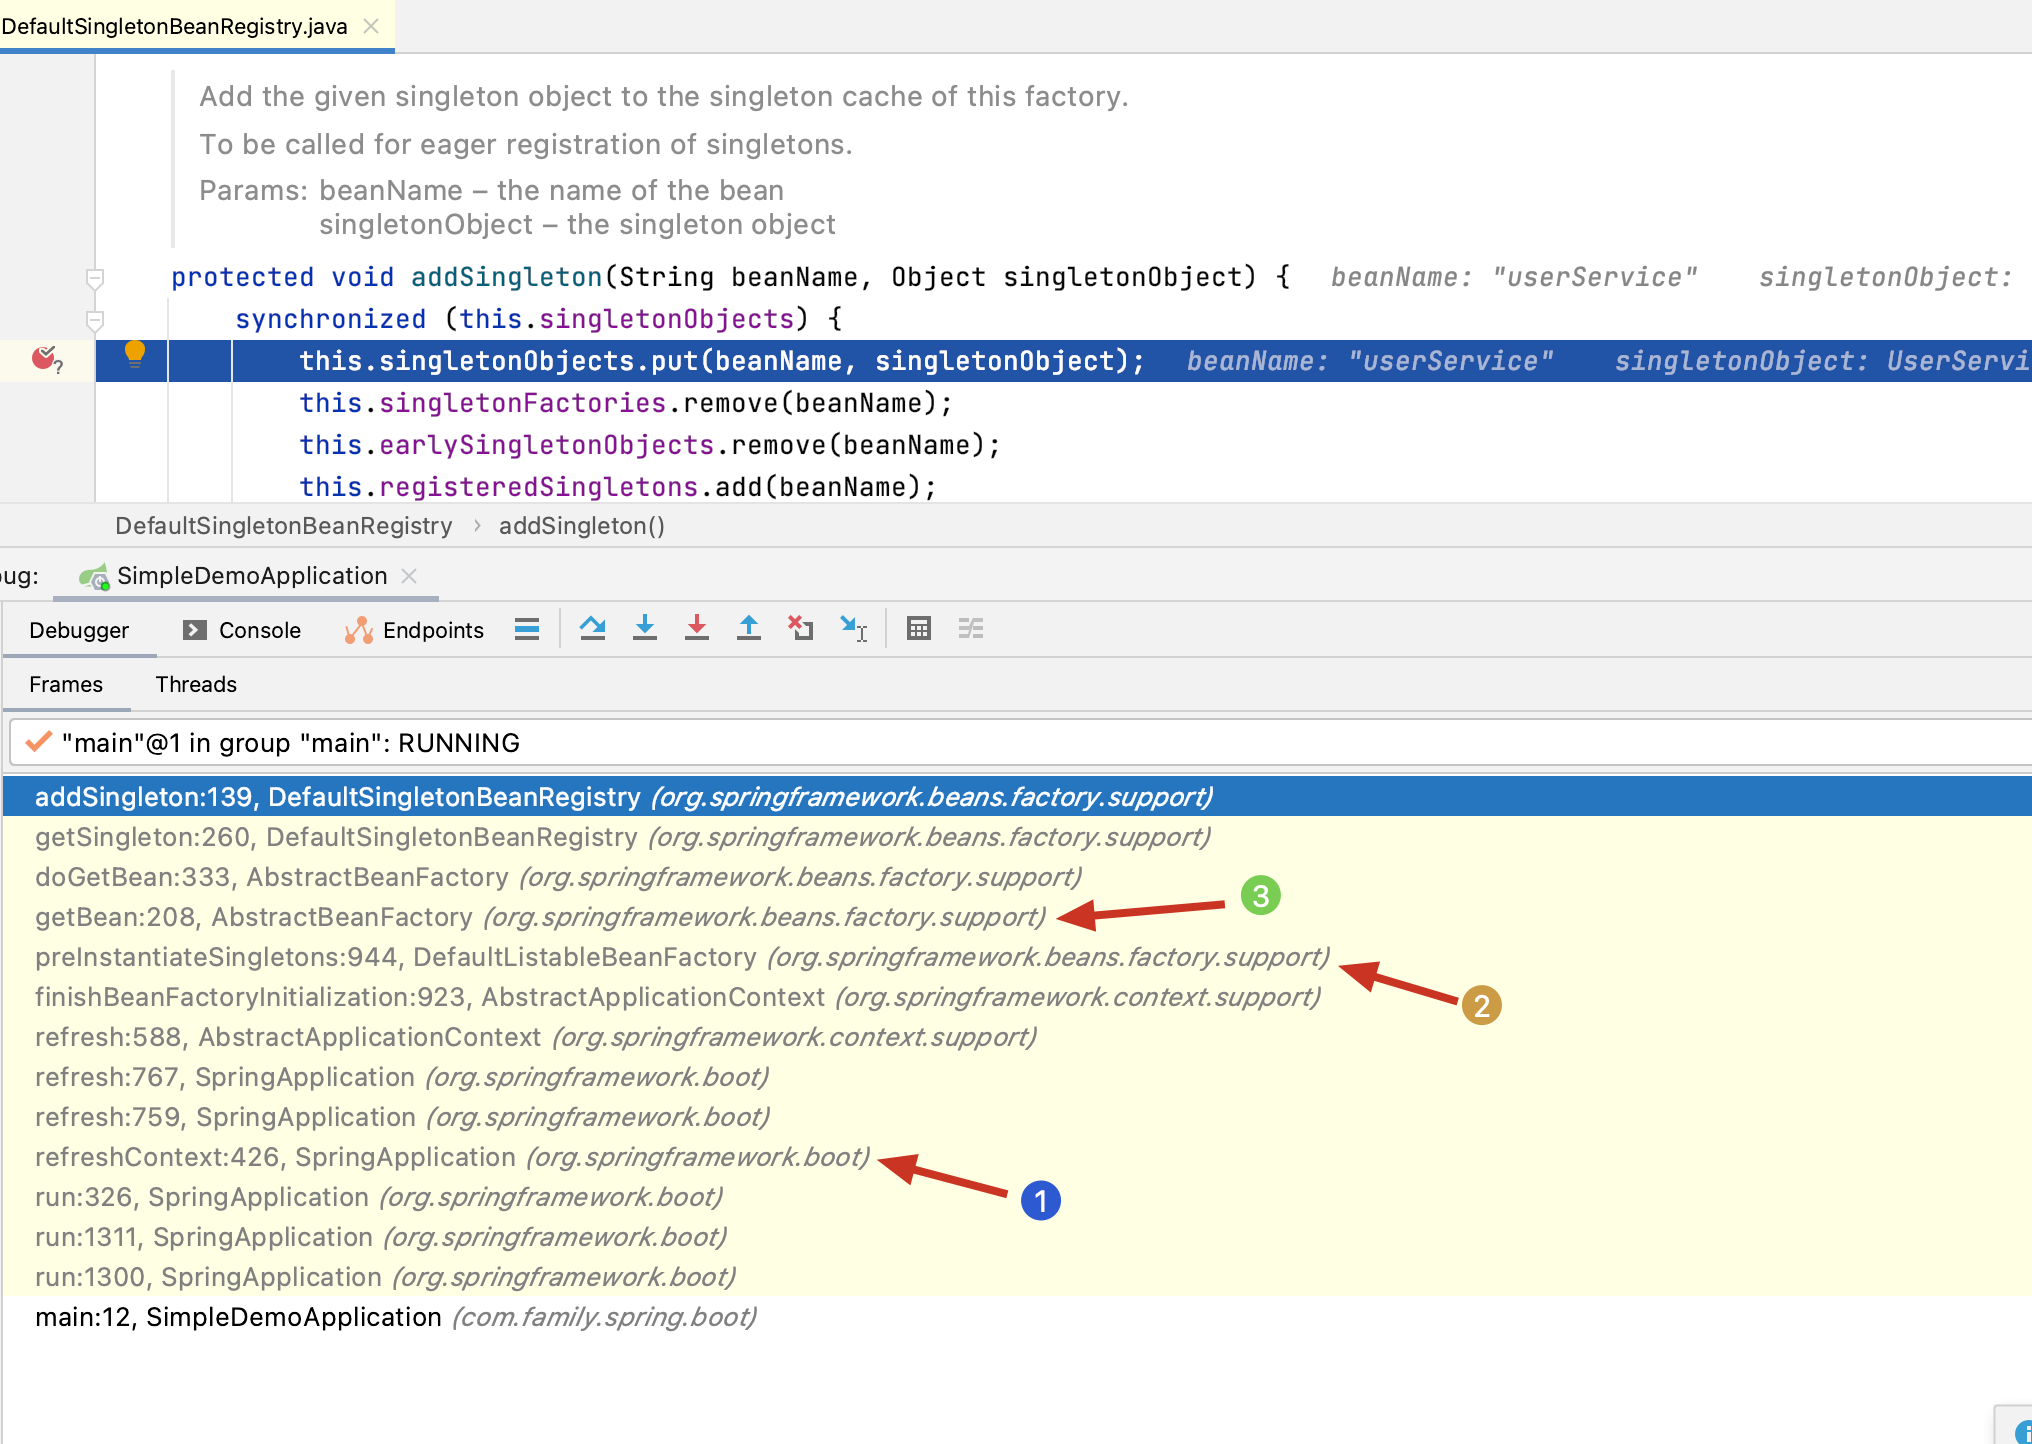 DefaultSingletonBeanRegistry.java
Add the given singleton object to the singleton cache of this factory.
To be called for eager registration of singletons.
Params: beanName – the name of the bean
singletonObject – the singleton object
protected void addSingleton(String beanName, Object singletonObject) { beanName: "userService" singletonObject:
synchronized (this.singletonObjects) {
this.singletonObjects.put(beanName, singletonObject); beanName: "userService" singletonObject: UserServi
this.singletonFactories.remove(beanName);
this.earlySingletonObjects.remove(beanName);
this.registeredSingletons.add(beanName);
DefaultSingletonBeanRegistry › addSingleton()
ug: SimpleDemoApplication
Debugger Console Endpoints
Frames Threads
"main"@1 in group "main": RUNNING
addSingleton:139, DefaultSingletonBeanRegistry (org.springframework.beans.factory.support)
getSingleton:260, DefaultSingletonBeanRegistry (org.springframework.beans.factory.support)
doGetBean:333, AbstractBeanFactory (org.springframework.beans.factory.support)
3
getBean:208, AbstractBeanFactory (org.springframework.beans.factory.support)
preInstantiateSingletons:944, DefaultListableBeanFactory (org.springframework.beans.factory.support)
finishBeanFactoryInitialization:923, AbstractApplicationContext (org.springframework.context.support)
2
refresh:588, AbstractApplicationContext (org.springframework.context.support)
refresh:767, SpringApplication (org.springframework.boot)
refresh:759, SpringApplication (org.springframework.boot)
refreshContext:426, SpringApplication (org.springframework.boot)
1
run:326, SpringApplication (org.springframework.boot)
run:1311, SpringApplication (org.springframework.boot)
run:1300, SpringApplication (org.springframework.boot)
main:12, SimpleDemoApplication (com.family.spring.boot)